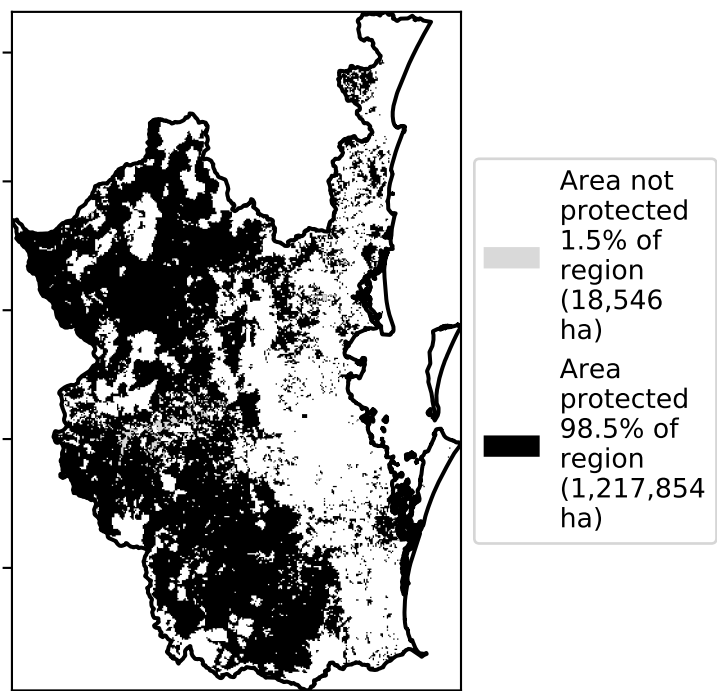 Area not
protected
1.5% of
region
(18,546
ha)
Area
protected
98.5% of
region
(1,217,854
ha)